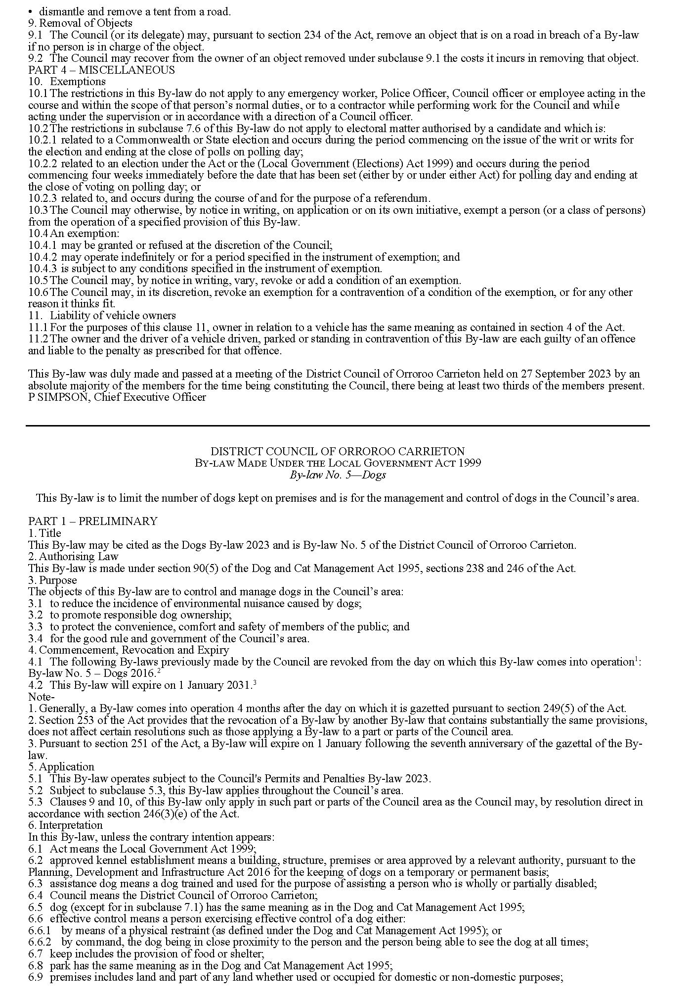 • dismantle and remove a tent from a road.
9. Removal of Objects
9.1 The Council (or its delegate) may, pursuant to section 234 of the Act, remove an object that is on a road in breach of a By-law
if no person is in charge of the object.
9.2 The Council may recover from the owner of an object removed under subclause 9.1 the costs it incurs in removing that object.
PART 4 – MISCELLANEOUS
10. Exemptions
10.1 The restrictions in this By-law do not apply to any emergency worker, Police Officer, Council officer or employee acting in the
course and within the scope of that person’s normal duties, or to a contractor while performing work for the Council and while
acting under the supervision or in accordance with a direction of a Council officer.
10.2 The restrictions in subclause 7.6 of this By-law do not apply to electoral matter authorised by a candidate and which is:
10.2.1 related to a Commonwealth or State election and occurs during the period commencing on the issue of the writ or writs for
the election and ending at the close of polls on polling day;
10.2.2 related to an election under the Act or the (Local Government (Elections) Act 1999) and occurs during the period
commencing four weeks immediately before the date that has been set (either by or under either Act) for polling day and ending at
the close of voting on polling day; or
10.2.3 related to, and occurs during the course of and for the purpose of a referendum.
10.3 The Council may otherwise, by notice in writing, on application or on its own initiative, exempt a person (or a class of persons)
from the operation of a specified provision of this By-law.
10.4 An exemption:
10.4.1 may be granted or refused at the discretion of the Council;
10.4.2 may operate indefinitely or for a period specified in the instrument of exemption; and
10.4.3 is subject to any conditions specified in the instrument of exemption.
10.5 The Council may, by notice in writing, vary, revoke or add a condition of an exemption.
10.6 The Council may, in its discretion, revoke an exemption for a contravention of a condition of the exemption, or for any other
reason it thinks fit.
11. Liability of vehicle owners
11.1 For the purposes of this clause 11, owner in relation to a vehicle has the same meaning as contained in section 4 of the Act.
11.2 The owner and the driver of a vehicle driven, parked or standing in contravention of this By-law are each guilty of an offence
and liable to the penalty as prescribed for that offence.
This By-law was duly made and passed at a meeting of the District Council of Orroroo Carrieton held on 27 September 2023 by an
absolute majority of the members for the time being constituting the Council, there being at least two thirds of the members present.
P SIMPSON, Chief Executive Officer
DISTRICT COUNCIL OF ORROROO CARRIETON
BY-LAW MADE UNDER THE LOCAL GOVERNMENT ACT 1999
By-law No. 5—Dogs
This By-law is to limit the number of dogs kept on premises and is for the management and control of dogs in the Council’s area.
PART 1 – PRELIMINARY
1. Title
This By-law may be cited as the Dogs By-law 2023 and is By-law No. 5 of the District Council of Orroroo Carrieton.
2. Authorising Law
This By-law is made under section 90(5) of the Dog and Cat Management Act 1995, sections 238 and 246 of the Act.
3. Purpose
The objects of this By-law are to control and manage dogs in the Council’s area:
3.1 to reduce the incidence of environmental nuisance caused by dogs;
3.2 to promote responsible dog ownership;
3.3 to protect the convenience, comfort and safety of members of the public; and
3.4 for the good rule and government of the Council’s area.
4. Commencement, Revocation and Expiry
4.1 The following By-laws previously made by the Council are revoked from the day on which this By-law comes into operation¹:
By-law No. 5 – Dogs 2016.²
4.2 This By-law will expire on 1 January 2031.³
Note-
1. Generally, a By-law comes into operation 4 months after the day on which it is gazetted pursuant to section 249(5) of the Act.
2. Section 253 of the Act provides that the revocation of a By-law by another By-law that contains substantially the same provisions,
does not affect certain resolutions such as those applying a By-law to a part or parts of the Council area.
3. Pursuant to section 251 of the Act, a By-law will expire on 1 January following the seventh anniversary of the gazettal of the By-
law.
5. Application
5.1 This By-law operates subject to the Council's Permits and Penalties By-law 2023.
5.2 Subject to subclause 5.3, this By-law applies throughout the Council’s area.
5.3 Clauses 9 and 10, of this By-law only apply in such part or parts of the Council area as the Council may, by resolution direct in
accordance with section 246(3)(e) of the Act.
6. Interpretation
In this By-law, unless the contrary intention appears:
6.1 Act means the Local Government Act 1999;
6.2 approved kennel establishment means a building, structure, premises or area approved by a relevant authority, pursuant to the
Planning, Development and Infrastructure Act 2016 for the keeping of dogs on a temporary or permanent basis;
6.3 assistance dog means a dog trained and used for the purpose of assisting a person who is wholly or partially disabled;
6.4 Council means the District Council of Orroroo Carrieton;
6.5 dog (except for in subclause 7.1) has the same meaning as in the Dog and Cat Management Act 1995;
6.6 effective control means a person exercising effective control of a dog either:
6.6.1 by means of a physical restraint (as defined under the Dog and Cat Management Act 1995); or
6.6.2 by command, the dog being in close proximity to the person and the person being able to see the dog at all times;
6.7 keep includes the provision of food or shelter;
6.8 park has the same meaning as in the Dog and Cat Management Act 1995;
6.9 premises includes land and part of any land whether used or occupied for domestic or non-domestic purposes;